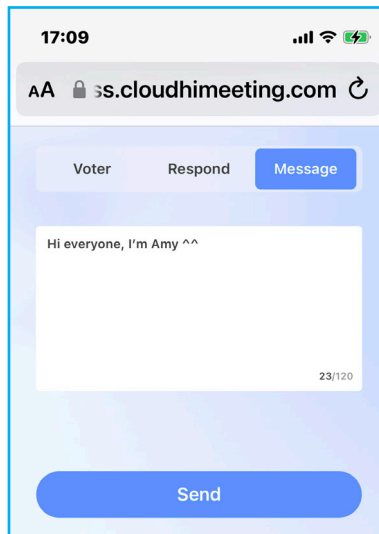 17:09
AA ss.cloudhimeeting.com
Voter Respond Message
Hi everyone, I'm Amy ^^
23/120
Send